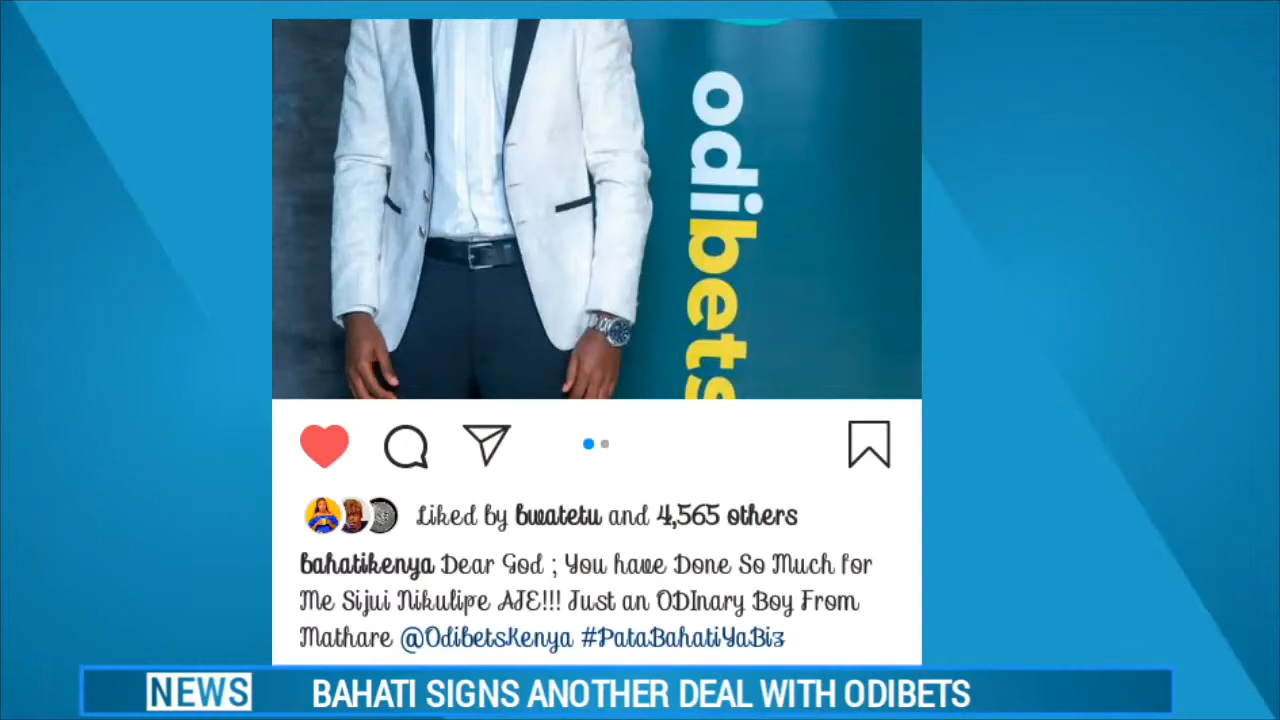 odibets
Liked by bwatetu and 4,565 others
bahatikenya Dear God ; You have Done So Much for
Me Sijui Nikulipe AJE!!! Just an ODInary Boy From
Mathare @OdibetsKenya #PataBahatiYaBiz
NEWS BAHATI SIGNS ANOTHER DEAL WITH ODIBETS